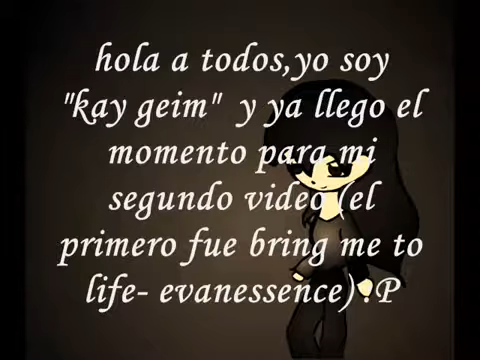 hola a todos,yo soy
"kay geim" y ya llego el
momento para mi
segundo video (el
primero fue bring me to
life- evanessence) :P